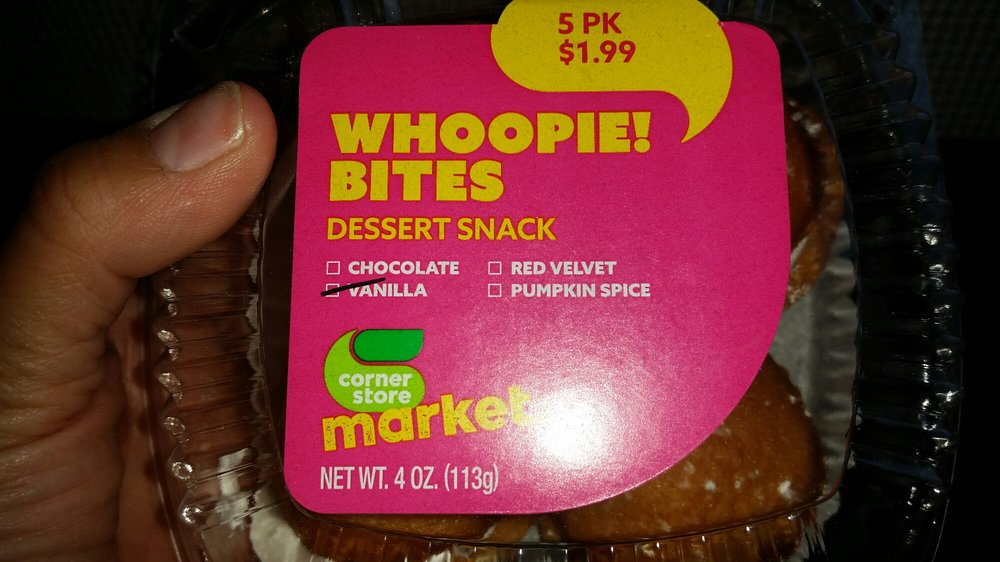 5 PK
$1.99
WHOOPIE!
BITES
DESSERT SNACK
CHOCOLATE
RED VELVET
VANILLA
PUMPKIN SPICE
corner
store
market
NET WT. 4 OZ. (113g)